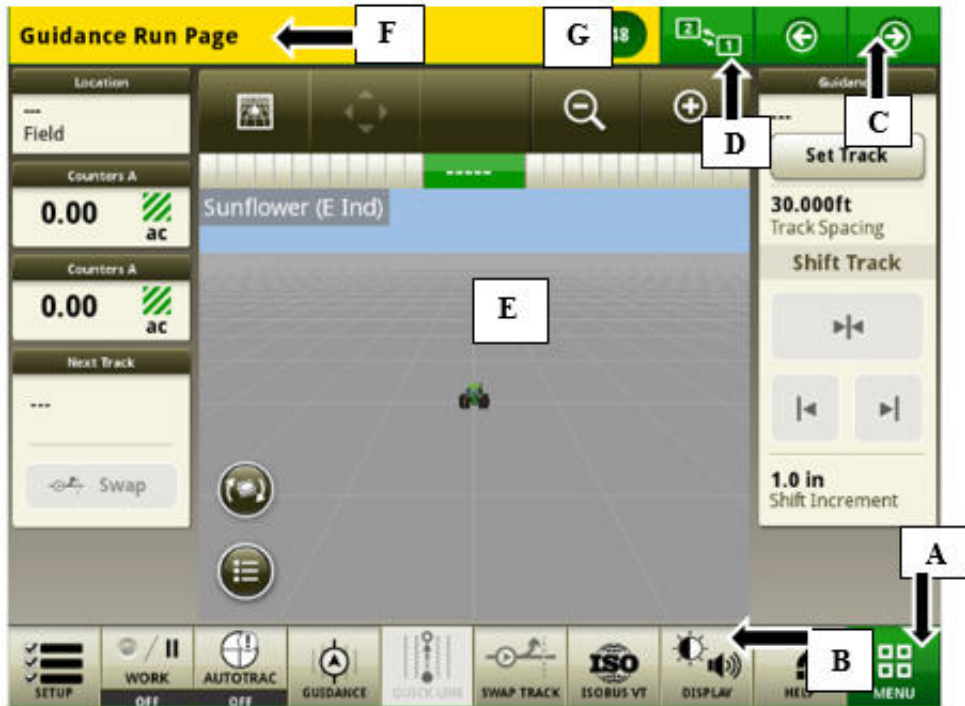 Guidance Run Page
F
G
48
2
1
D
C
Location
---
Field
Counters A
0.00
ac
Counters A
0.00
ac
Next Track
---
Swap
-----
Sunflower (E Ind)
E
---
Set Track
30.000ft
Track Spacing
Shift Track
1.0 in
Shift Increment
A
B
SETUP
WORK
OFF
AUTOTRAC
OFF
GUIDANCE
QUICK LINE
SWAP TRACK
ISO
ISOBUS VT
DISPLAY
HELP
MENU